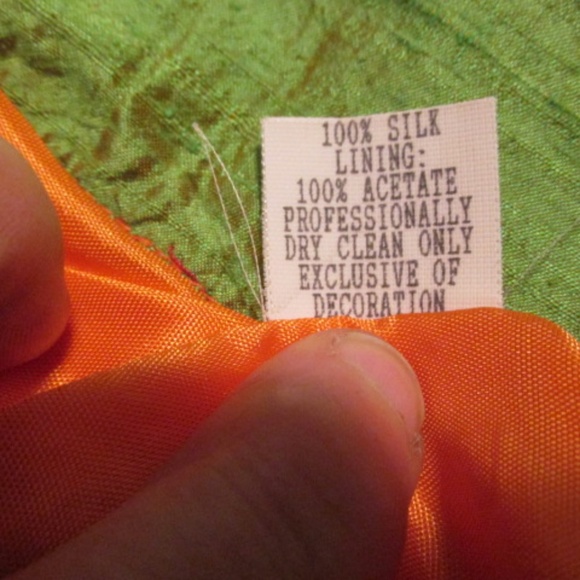 100% SILK
LINING:
100% ACETATE
PROFESSIONALLY
DRY CLEAN ONLY
EXCLUSIVE OF
DECORATION